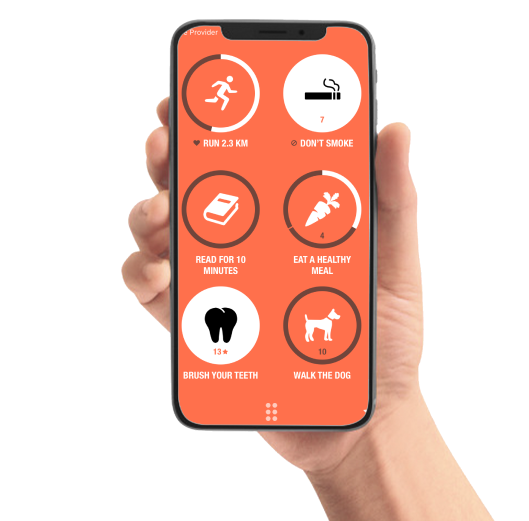 e Provider
7
RUN 2.3 KM
DON'T SMOKE
4
READ FOR 10
MINUTES
EAT A HEALTHY
MEAL
13★
10
BRUSH YOUR TEETH
WALK THE DOG